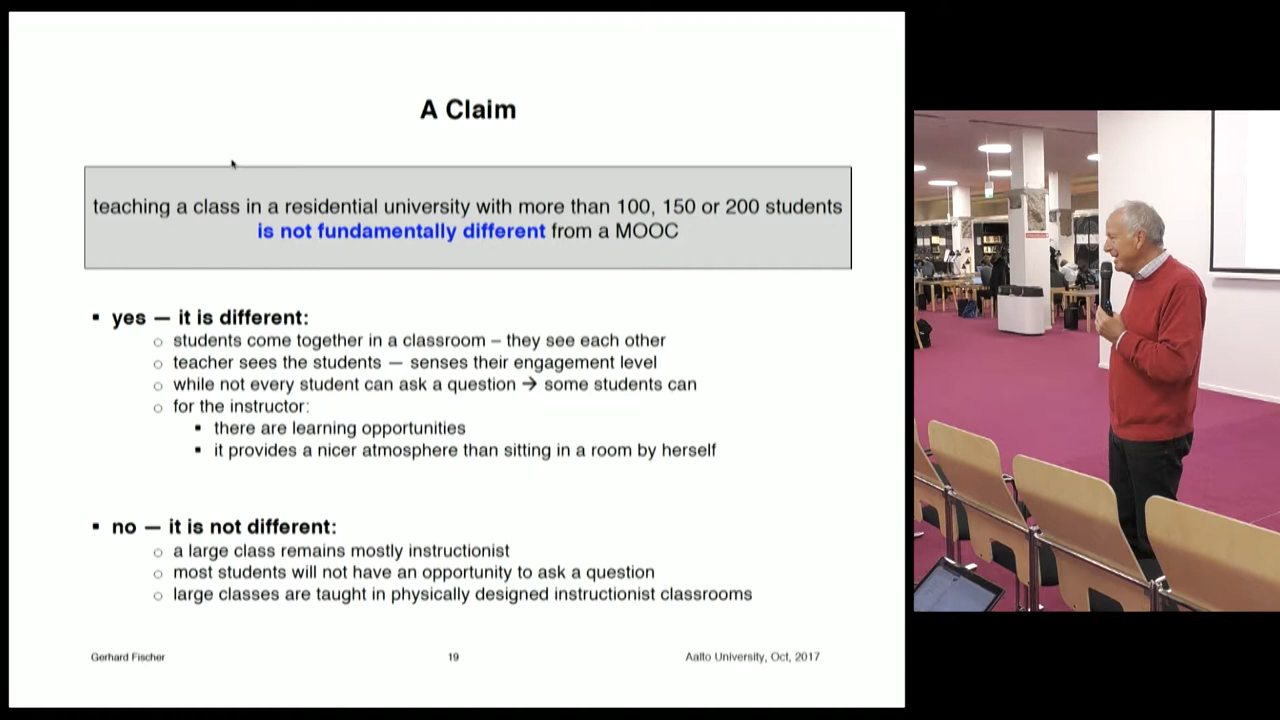 A Claim
teaching a class in a residential university with more than 100, 150 or 200 students
is not fundamentally different from a MOOC
▪ yes — it is different:
○ students come together in a classroom – they see each other
○ teacher sees the students — senses their engagement level
○ while not every student can ask a question → some students can
○ for the instructor:
▪ there are learning opportunities
▪ it provides a nicer atmosphere than sitting in a room by herself
▪ no — it is not different:
○ a large class remains mostly instructionist
○ most students will not have an opportunity to ask a question
○ large classes are taught in physically designed instructionist classrooms
Gerhard Fischer 19 Aalto University, Oct, 2017